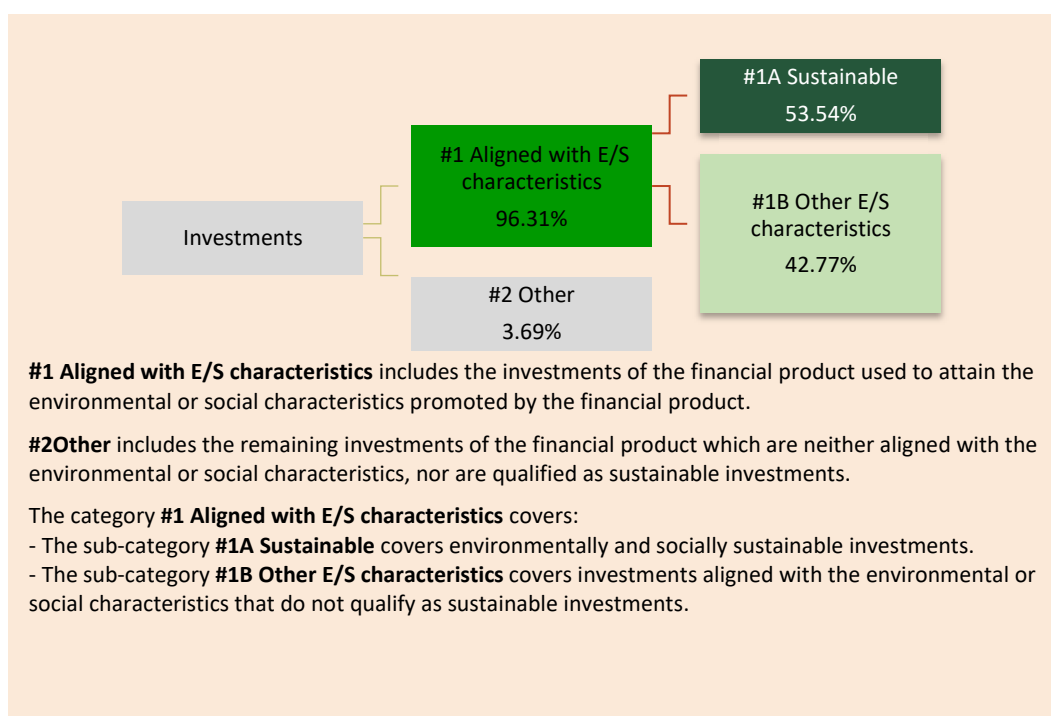 #1A Sustainable
53.54%
#1 Aligned with E/S
characteristics
96.31%
#1B Other E/S
characteristics
42.77%
Investments
#2 Other
3.69%
#1 Aligned with E/S characteristics includes the investments of the financial product used to attain the
environmental or social characteristics promoted by the financial product.
#2Other includes the remaining investments of the financial product which are neither aligned with the
environmental or social characteristics, nor are qualified as sustainable investments.
The category #1 Aligned with E/S characteristics covers:
- The sub-category #1A Sustainable covers environmentally and socially sustainable investments.
- The sub-category #1B Other E/S characteristics covers investments aligned with the environmental or
social characteristics that do not qualify as sustainable investments.